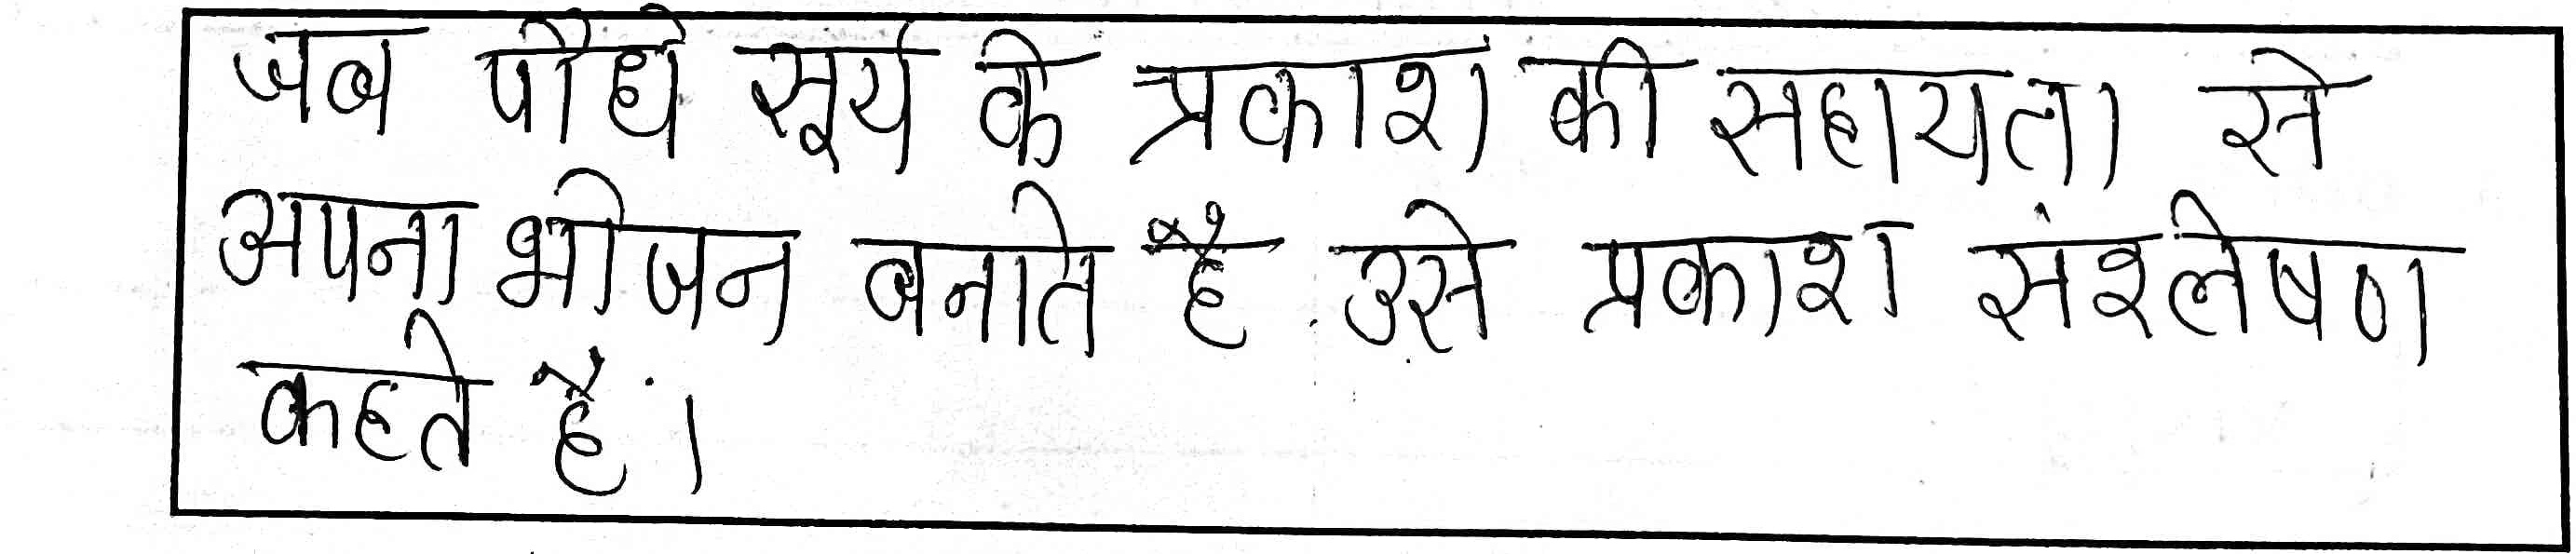 जब पौधे सूर्य के प्रकाश की सहायता से
अपना भोजन बनाते हैं उसे प्रकाश संश्लेषण
कहते हैं।